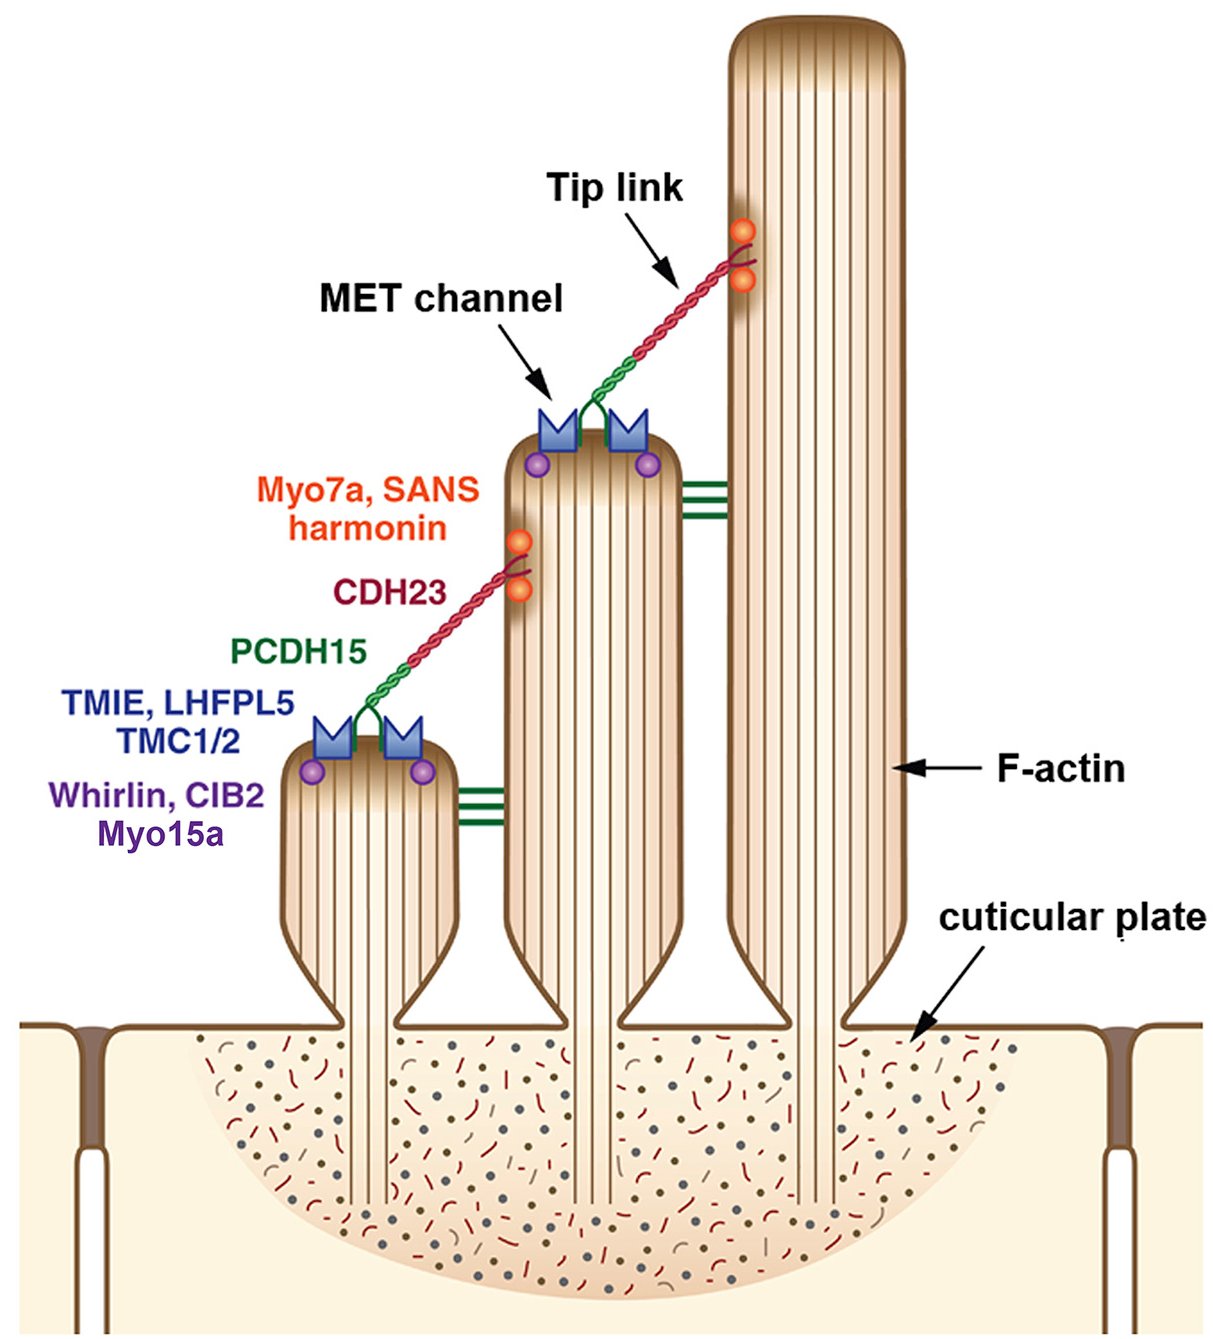 Tip link
MET channel
Myo7a, SANS
harmonin
CDH23
PCDH15
TMIE, LHFPL5
TMC1/2
Whirlin, CIB2
Myo15a
F-actin
cuticular plate